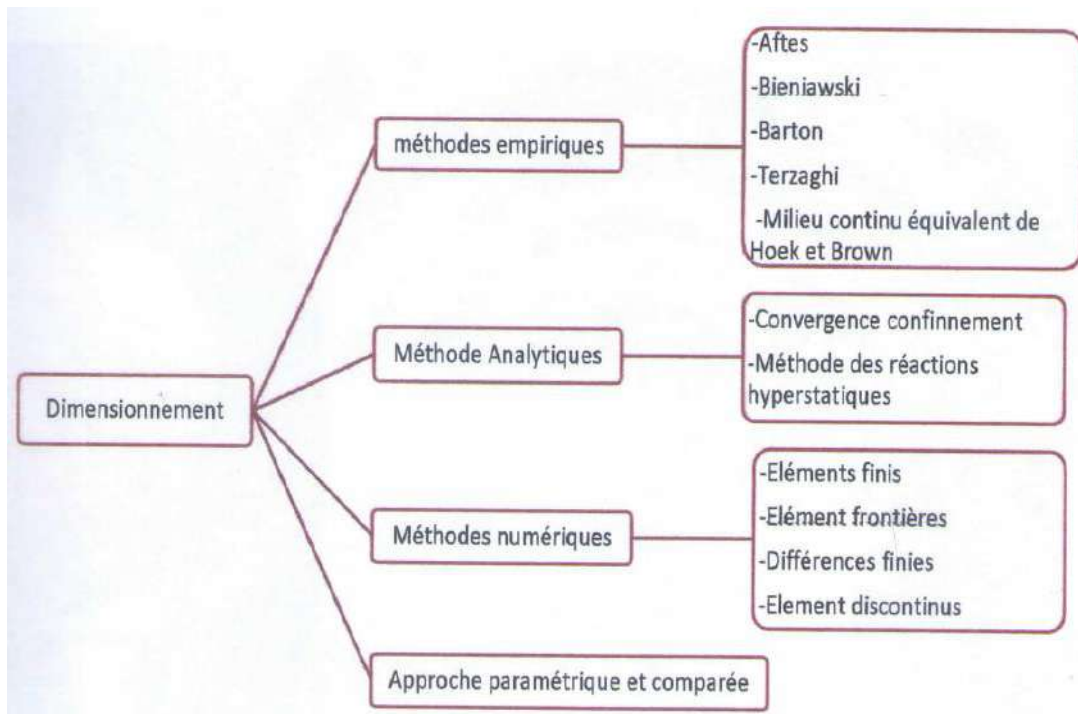 Dimensionnement
méthodes empiriques
-Aftes
-Bieniawski
-Barton
-Terzaghi
-Milieu continu équivalent de
Hoek et Brown
Méthode Analytiques
-Convergence confinnement
-Méthode des réactions
hyperstatiques
Méthodes numériques
-Eléments finis
-Elément frontières
-Différences finies
-Element discontinus
Approche paramétrique et comparée